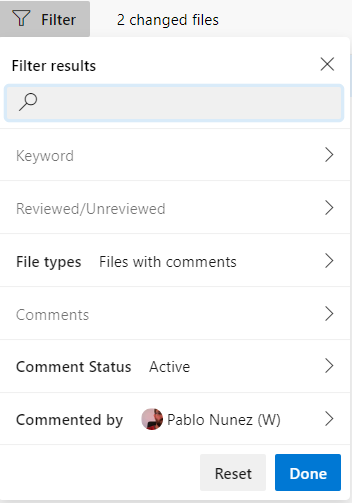 Filter 2 changed files
Filter results
Keyword
Reviewed/Unreviewed
File types Files with comments
Comments
Comment Status Active
Commented by Pablo Nunez (W)
Reset Done